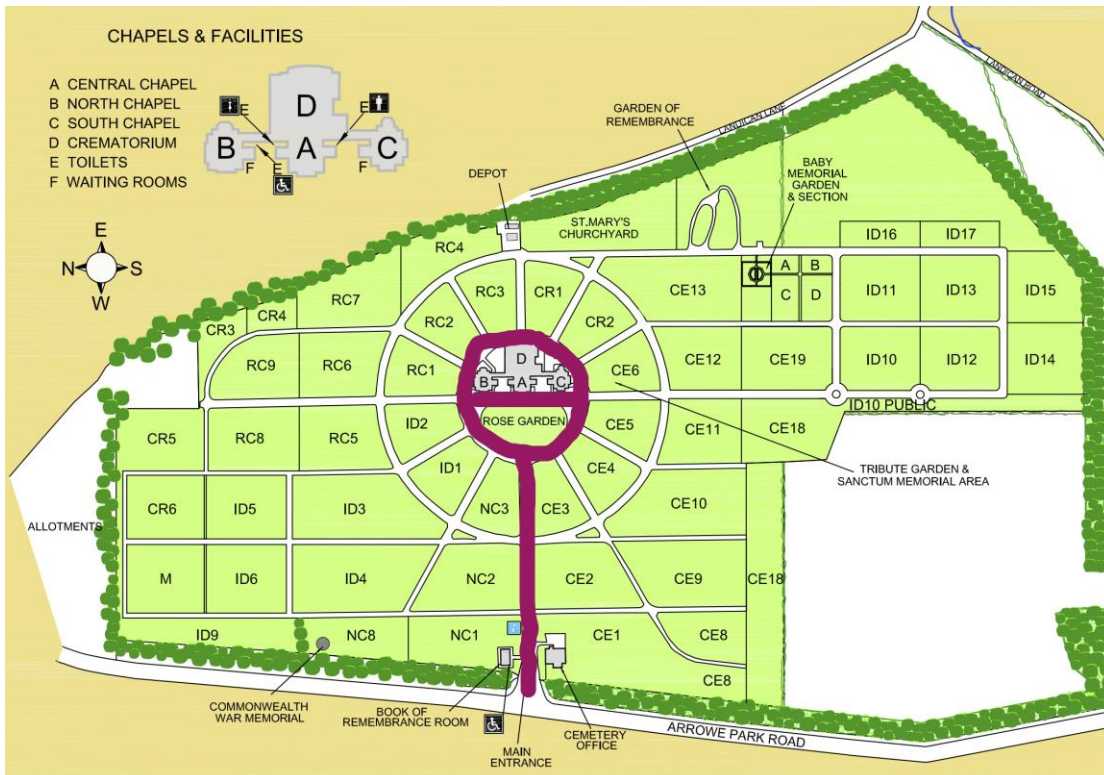 CHAPELS & FACILITIES
A CENTRAL CHAPEL
B NORTH CHAPEL
C SOUTH CHAPEL
D CREMATORIUM
E TOILETS
F WAITING ROOMS
E
D
E
B
A
C
F
E
F
E
N
S
W
LANDICAN ROAD
LANDICAN LANE
GARDEN OF
REMEMBRANCE
BABY
MEMORIAL
GARDEN
& SECTION
DEPOT
ST.MARY'S
CHURCHYARD
RC4
ID16
ID17
RC7
RC3
CR1
CE13
A
B
C
D
ID11
ID13
ID15
CR3
CR4
RC2
CR2
RC9
RC6
RC1
D
B
A
C
CE6
CE12
CE19
ID10
ID12
ID14
ID10 PUBLIC
CR5
RC8
RC5
ID2
ROSE GARDEN
CE5
CE11
CE18
ID1
CE4
TRIBUTE GARDEN &
SANCTUM MEMORIAL AREA
ALLOTMENTS
CR6
ID5
ID3
NC3
CE3
CE10
M
ID6
ID4
NC2
CE2
CE9
CE18
ID9
NC8
NC1
CE1
CE8
CE8
COMMONWEALTH
WAR MEMORIAL
BOOK OF
REMEMBRANCE ROOM
MAIN
ENTRANCE
CEMETERY
OFFICE
ARROWE PARK ROAD